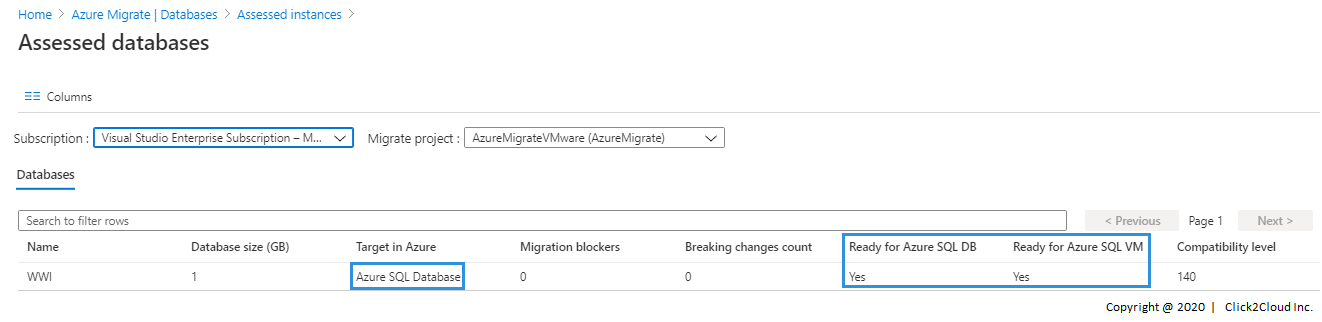 Home > Azure Migrate | Databases > Assessed instances >
Assessed databases
Columns
Subscription : Visual Studio Enterprise Subscription – M... Migrate project : AzureMigrateVMware (AzureMigrate)
Databases
Search to filter rows < Previous Page 1 Next >
Name Database size (GB) Target in Azure Migration blockers Breaking changes count Ready for Azure SQL DB Ready for Azure SQL VM Compatibility level
WWI 1 Azure SQL Database 0 0 Yes Yes 140
Copyright @ 2020 | Click2Cloud Inc.